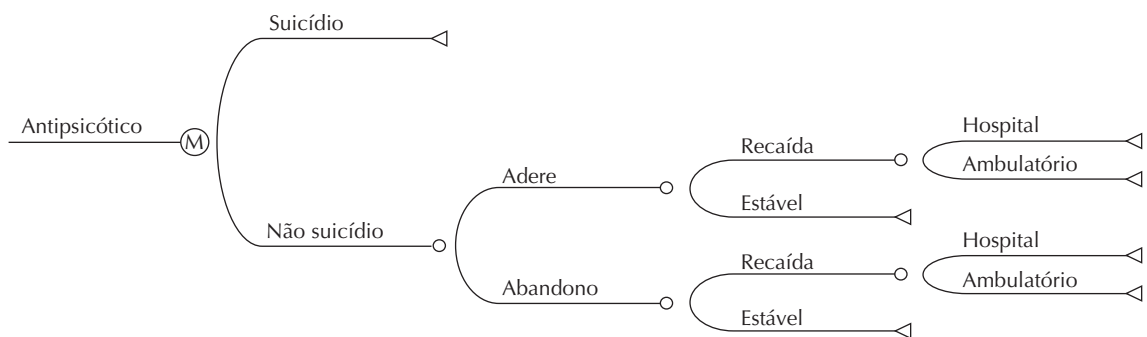 Suicídio
Antipsicótico
M
Não suicídio
Adere
Abandono
Recaída
Estável
Recaída
Estável
Hospital
Ambulatório
Hospital
Ambulatório